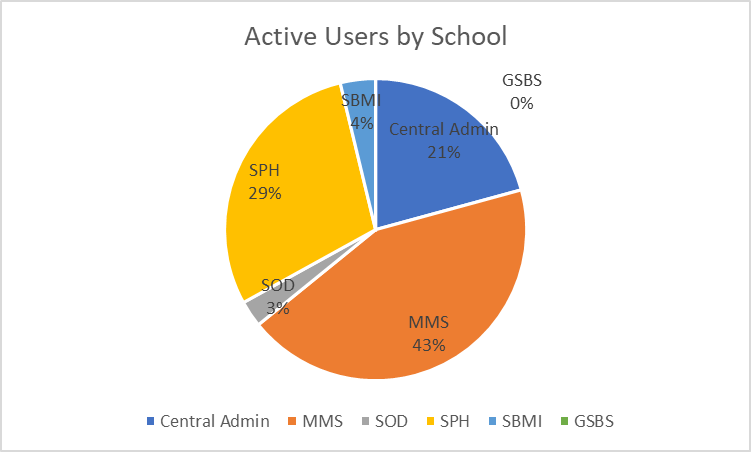 Active Users by School
GSBS
0%
SBMI
4%
Central Admin
21%
SPH
29%
SOD
3%
MMS
43%
Central Admin MMS SOD SPH SBMI GSBS